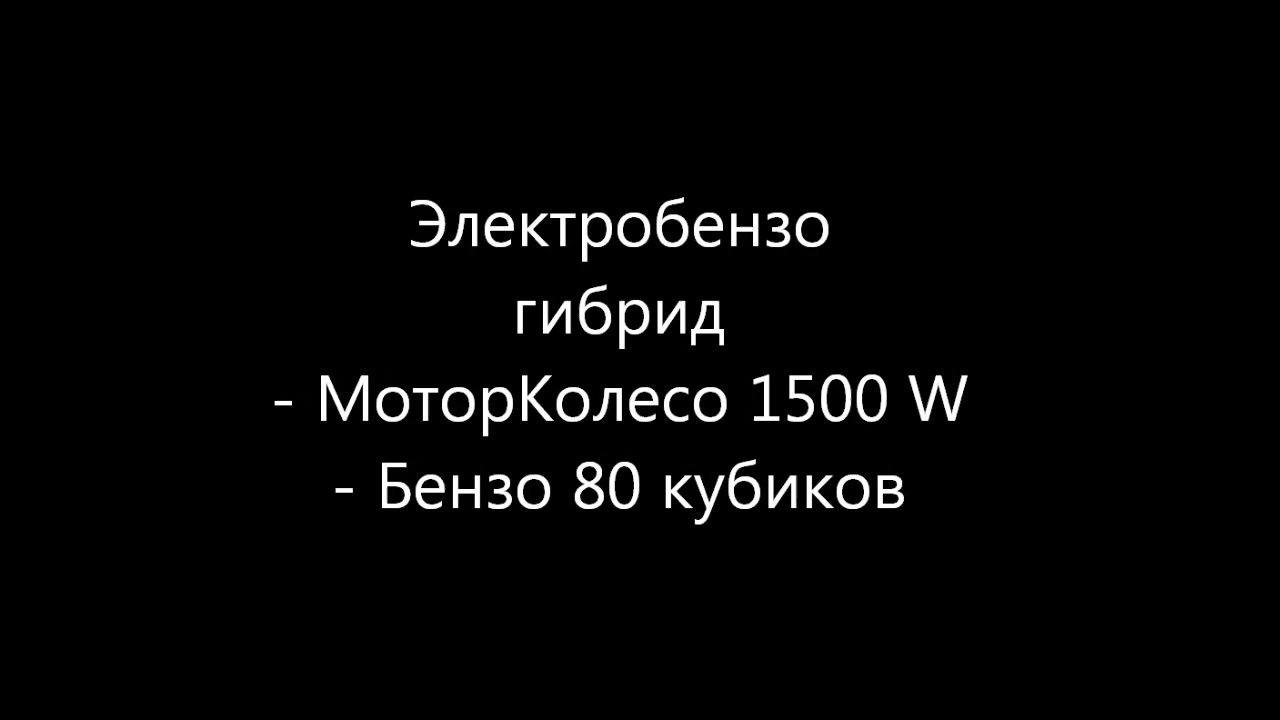 Электробензо
гибрид
- МоторКолесо 1500 W
- Бензо 80 кубиков